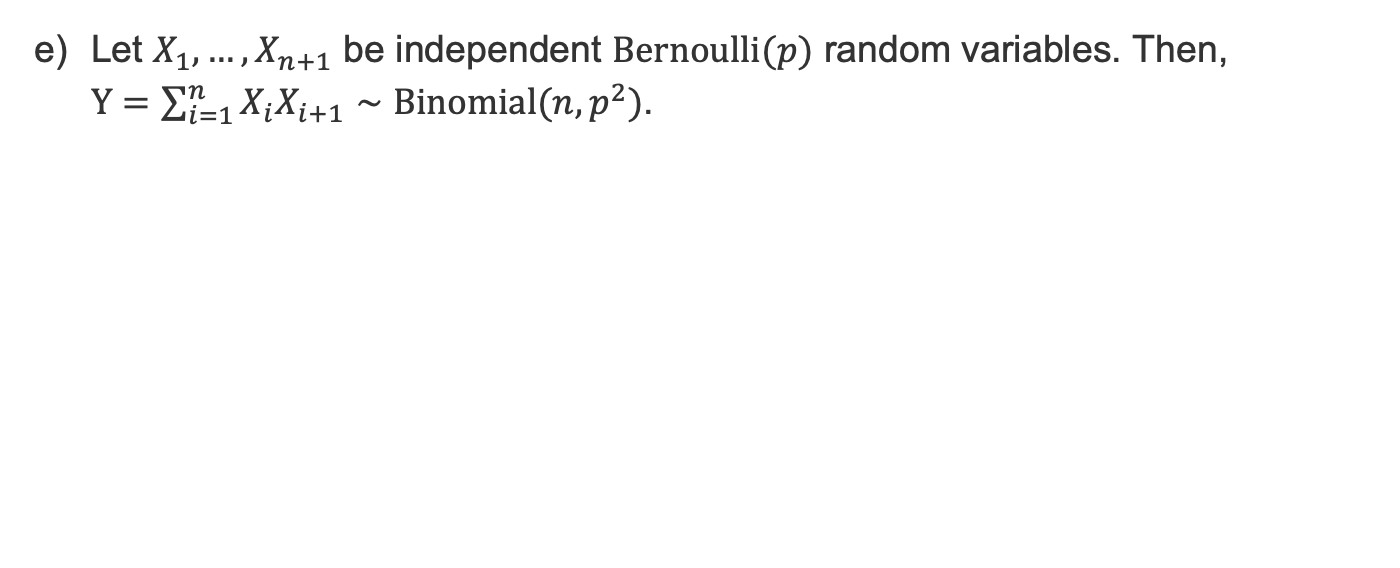 e) Let X₁, ... , Xₙ₊₁ be independent Bernoulli(p) random variables. Then,
Y = ∑ⁿᵢ₌₁ XᵢXᵢ₊₁ ~ Binomial(n, p²).